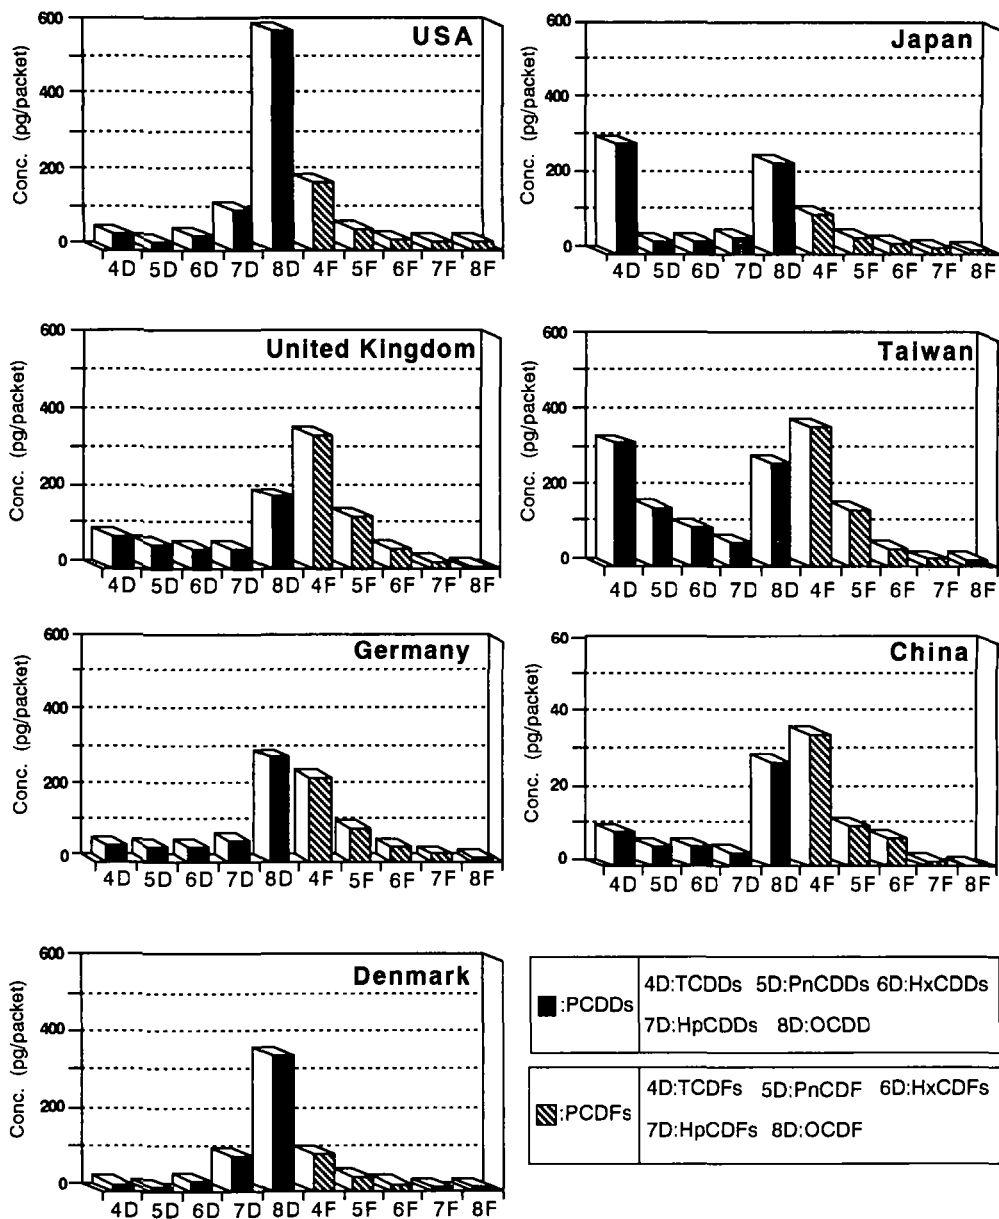 USA
Conc. (pg/packet)
600
400
200
0
4D 5D 6D 7D 8D 4F 5F 6F 7F 8F
Japan
Conc. (pg/packet)
600
400
200
0
4D 5D 6D 7D 8D 4F 5F 6F 7F 8F
United Kingdom
Conc. (pg/packet)
600
400
200
0
4D 5D 6D 7D 8D 4F 5F 6F 7F 8F
Taiwan
Conc. (pg/packet)
600
400
200
0
4D 5D 6D 7D 8D 4F 5F 6F 7F 8F
Germany
Conc. (pg/packet)
600
400
200
0
4D 5D 6D 7D 8D 4F 5F 6F 7F 8F
China
Conc. (pg/packet)
60
40
20
0
4D 5D 6D 7D 8D 4F 5F 6F 7F 8F
Denmark
Conc. (pg/packet)
600
400
200
0
4D 5D 6D 7D 8D 4F 5F 6F 7F 8F
:PCDDs
4D:TCDDs 5D:PnCDDs 6D:HxCDDs
7D:HpCDDs 8D:OCDD
:PCDFs
4D:TCDFs 5D:PnCDF 6D:HxCDFs
7D:HpCDFs 8D:OCDF